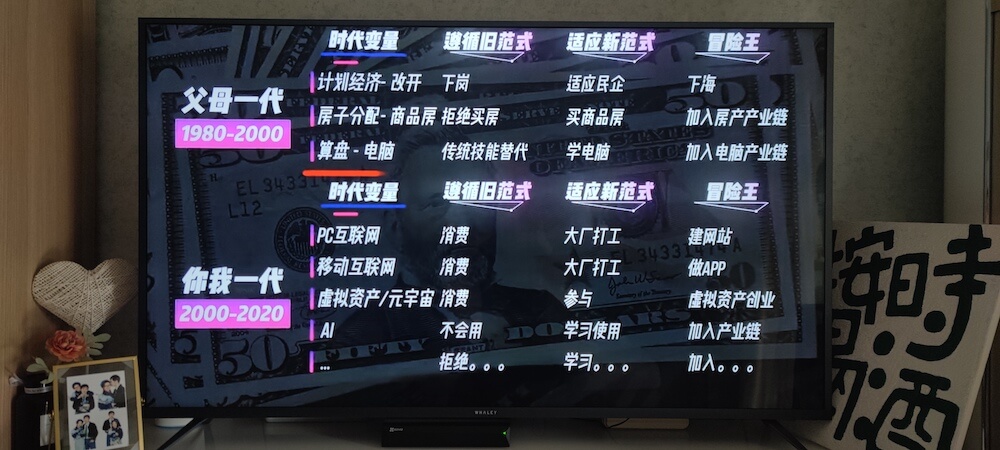 时代变量 遵循旧范式 适应新范式 冒险王
父母一代
1980-2000
计划经济- 改开 下岗 适应民企 下海
房子分配- 商品房 拒绝买房 买商品房 加入房产产业链
算盘 - 电脑 传统技能替代 学电脑 加入电脑产业链
时代变量 遵循旧范式 适应新范式 冒险王
你我一代
2000-2020
PC互联网 消费 大厂打工 建网站
移动互联网 消费 大厂打工 做APP
虚拟资产/元宇宙 消费 参与 虚拟资产创业
AI 不会用 学习使用 加入产业链
... 拒绝。。。 学习。。。 加入。。。
WHALEY
按时
酒